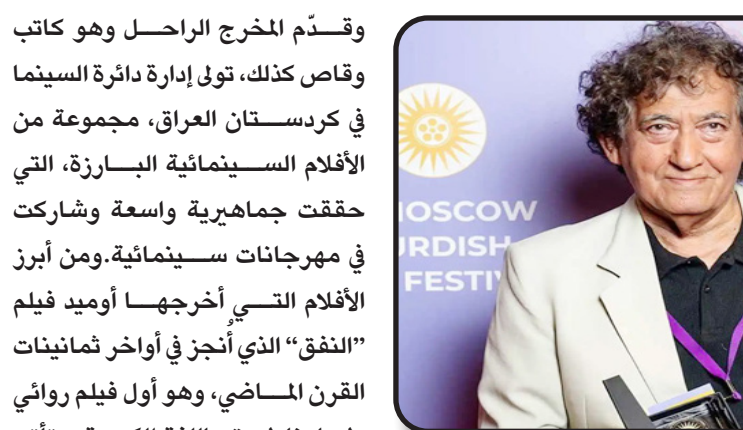 وقـــدّم المخرج الراحـــل وهو كاتب
وقاص كذلك، تولى إدارة دائرة السينما
في كردســـتان العراق، مجموعة من
الأفلام الســـينمائية البـــارزة، التي
حققت جماهيرية واسعة وشاركت
في مهرجانات ســـينمائية.ومن أبرز
الأفلام التـــي أخرجهـــا أوميد فيلم
”النفق“ الذي أُنجز في أواخر ثمانينات
القرن المـــاضي، وهو أول فيلم روائي
MOSCOW
URDISH
FESTIV